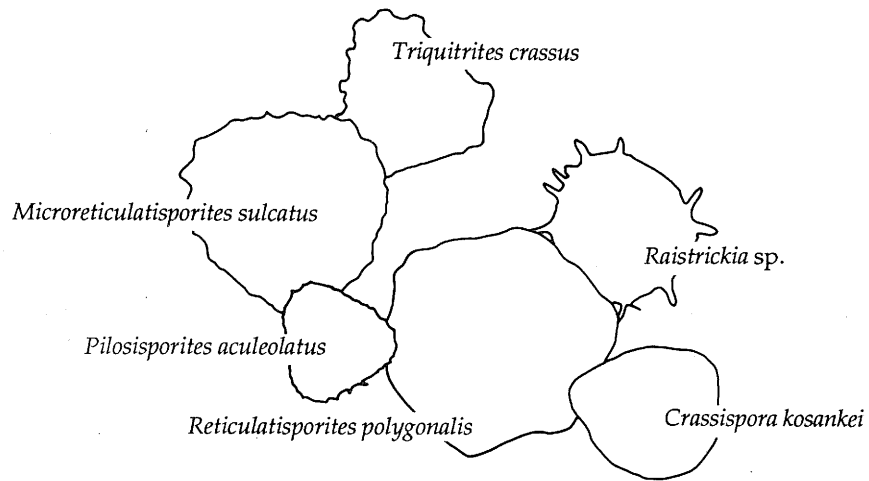 Triquitrites crassus
Microreticulatisporites sulcatus
Raistrickia sp.
Pilosisporites aculeolatus
Reticulatisporites polygonalis
Crassispora kosankei